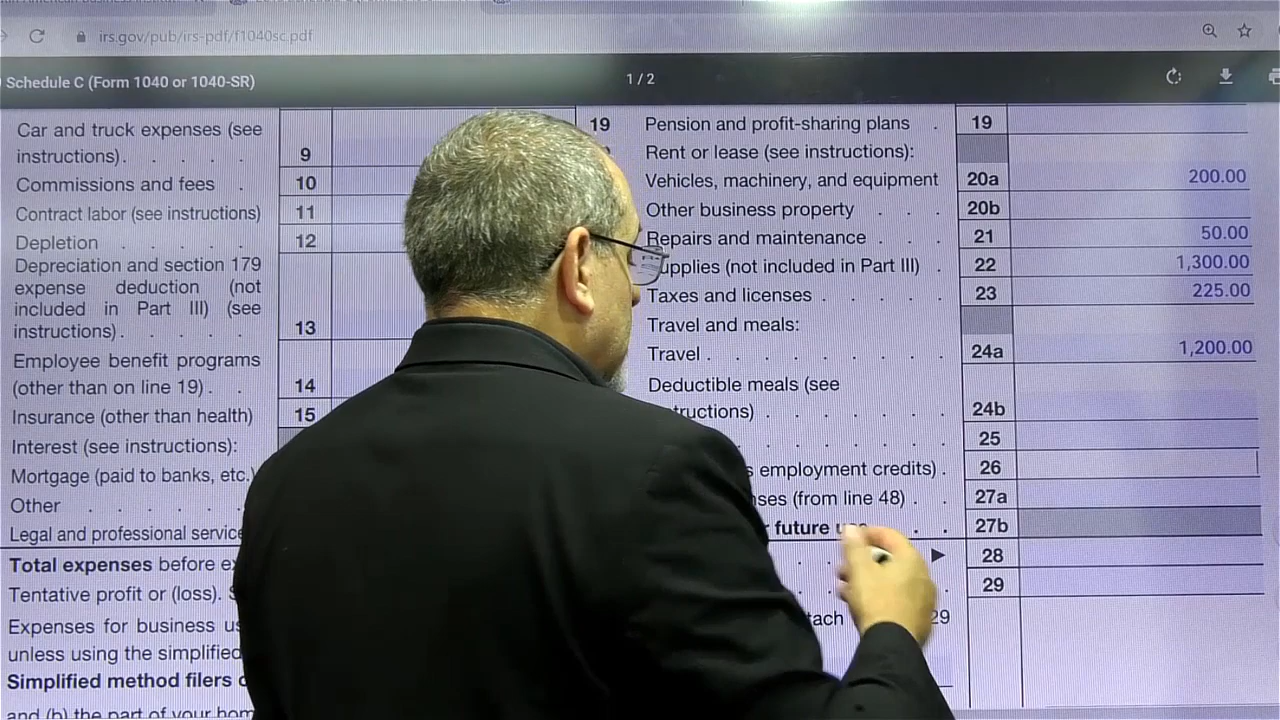 irs.gov/pub/irs-pdf/f1040sc.pdf
Schedule C (Form 1040 or 1040-SR)
1 / 2
Car and truck expenses (see
instructions). . . . . 9
Commissions and fees . 10
Contract labor (see instructions) 11
Depletion . . . . . 12
Depreciation and section 179
expense deduction (not
included in Part III) (see
instructions). . . . . 13
Employee benefit programs
(other than on line 19) . . 14
Insurance (other than health) 15
Interest (see instructions):
Mortgage (paid to banks, etc.)
Other . . . . . .
Legal and professional service
Total expenses before
Tentative profit or (loss).
Expenses for business
unless using the simplified
Simplified method filers
and (b) the part of your
19 Pension and profit-sharing plans . 19
Rent or lease (see instructions):
Vehicles, machinery, and equipment 20a 200.00
Other business property . . . 20b
Repairs and maintenance . . . 21 50.00
upplies (not included in Part III) . 22 1,300.00
Taxes and licenses . . . . . 23 225.00
Travel and meals:
Travel . . . . . . . . . 24a 1,200.00
Deductible meals (see
tructions) . . . . . . . 24b
. . . . . . . 25
s employment credits) . 26
nses (from line 48) . . 27a
future . . 27b
. . . ▶ 28
. . . 29
tach 29